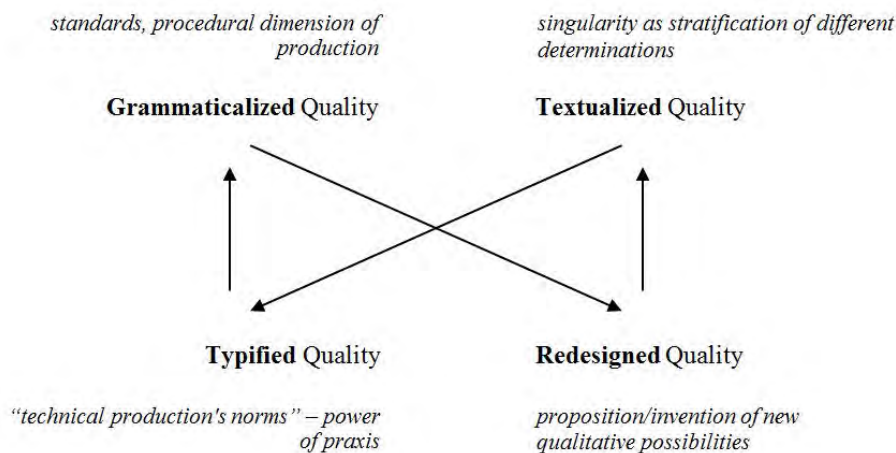 standards, procedural dimension of
production
Grammaticalized Quality
singularity as stratification of different
determinations
Textualized Quality
Typified Quality
“technical production's norms” – power
of praxis
Redesigned Quality
proposition/invention of new
qualitative possibilities